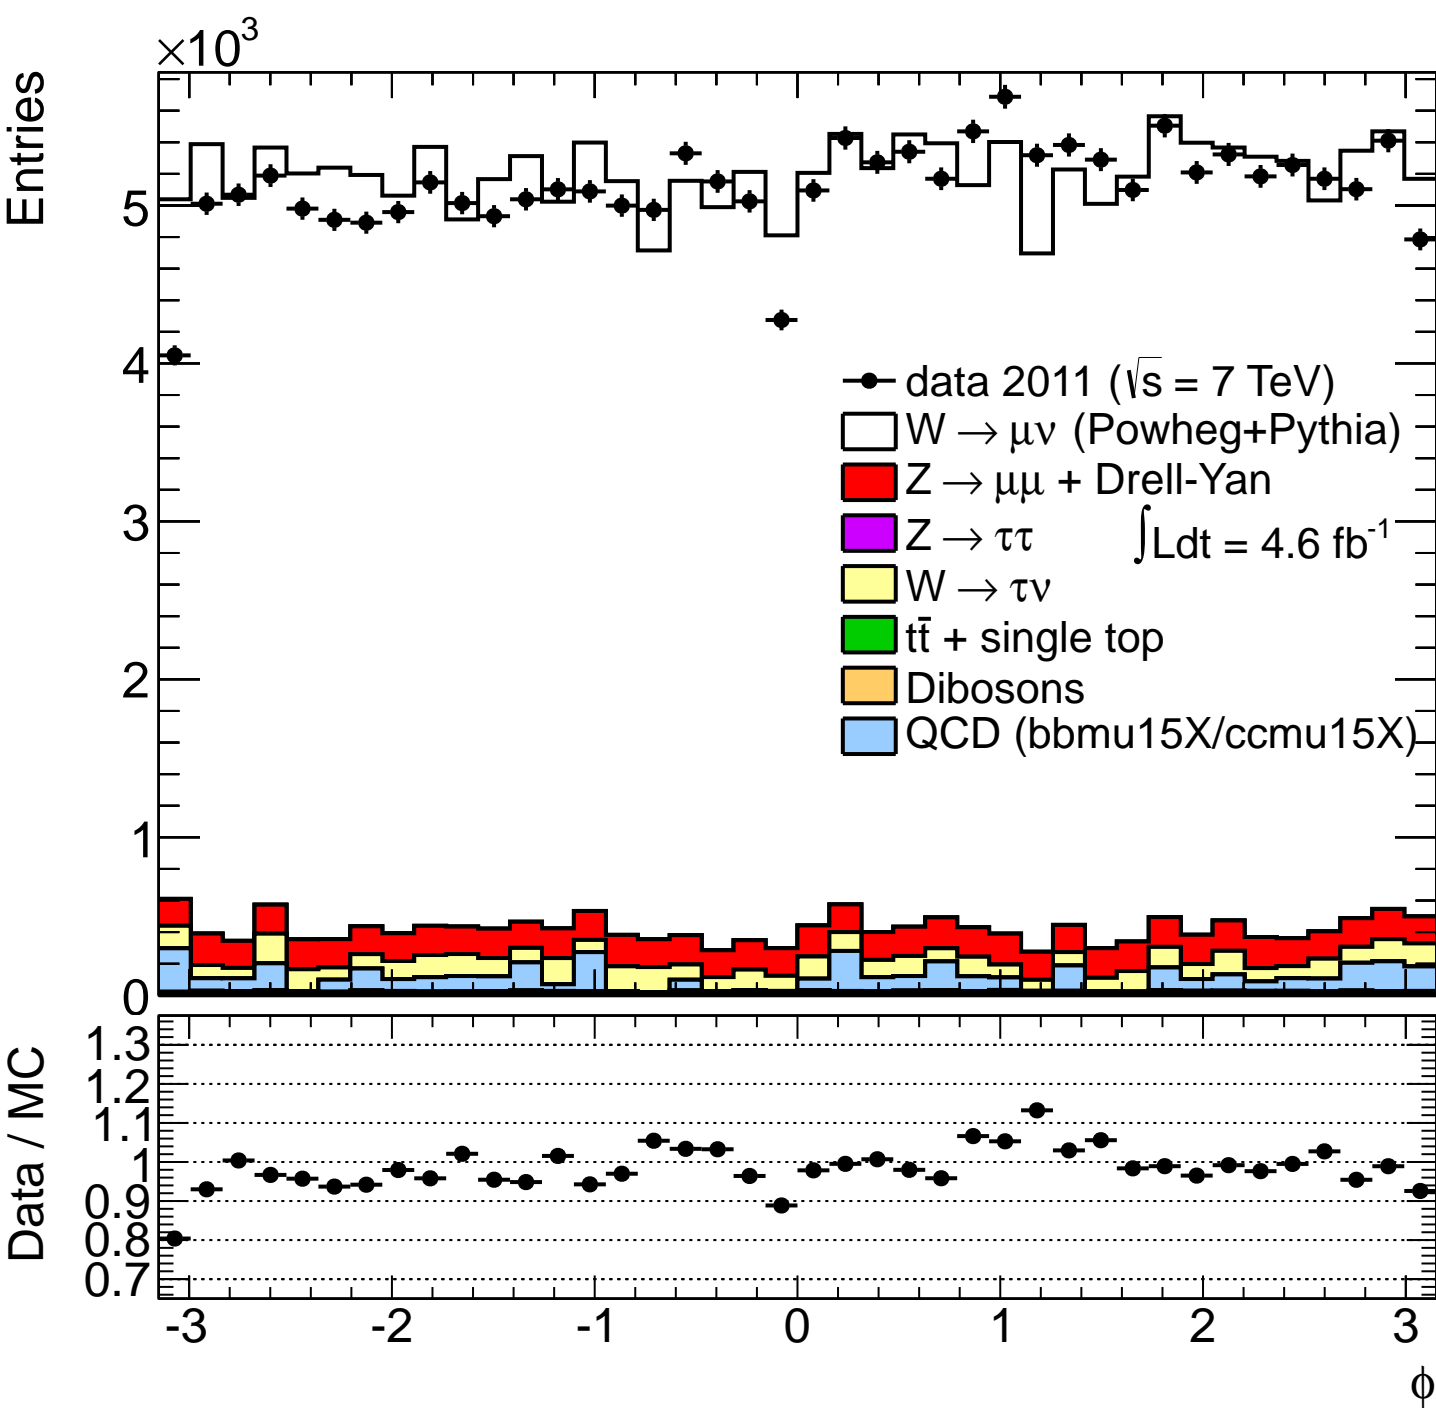 ×10³
Entries
5
4
3
2
1
0
data 2011 (√s = 7 TeV)
W → μν (Powheg+Pythia)
Z → μμ + Drell-Yan
Z → ττ
∫Ldt = 4.6 fb⁻¹
W → τν
tt̄ + single top
Dibosons
QCD (bbmu15X/ccmu15X)
Data / MC
1.3
1.2
1.1
1
0.9
0.8
0.7
-3 -2 -1 0 1 2 3
ϕ